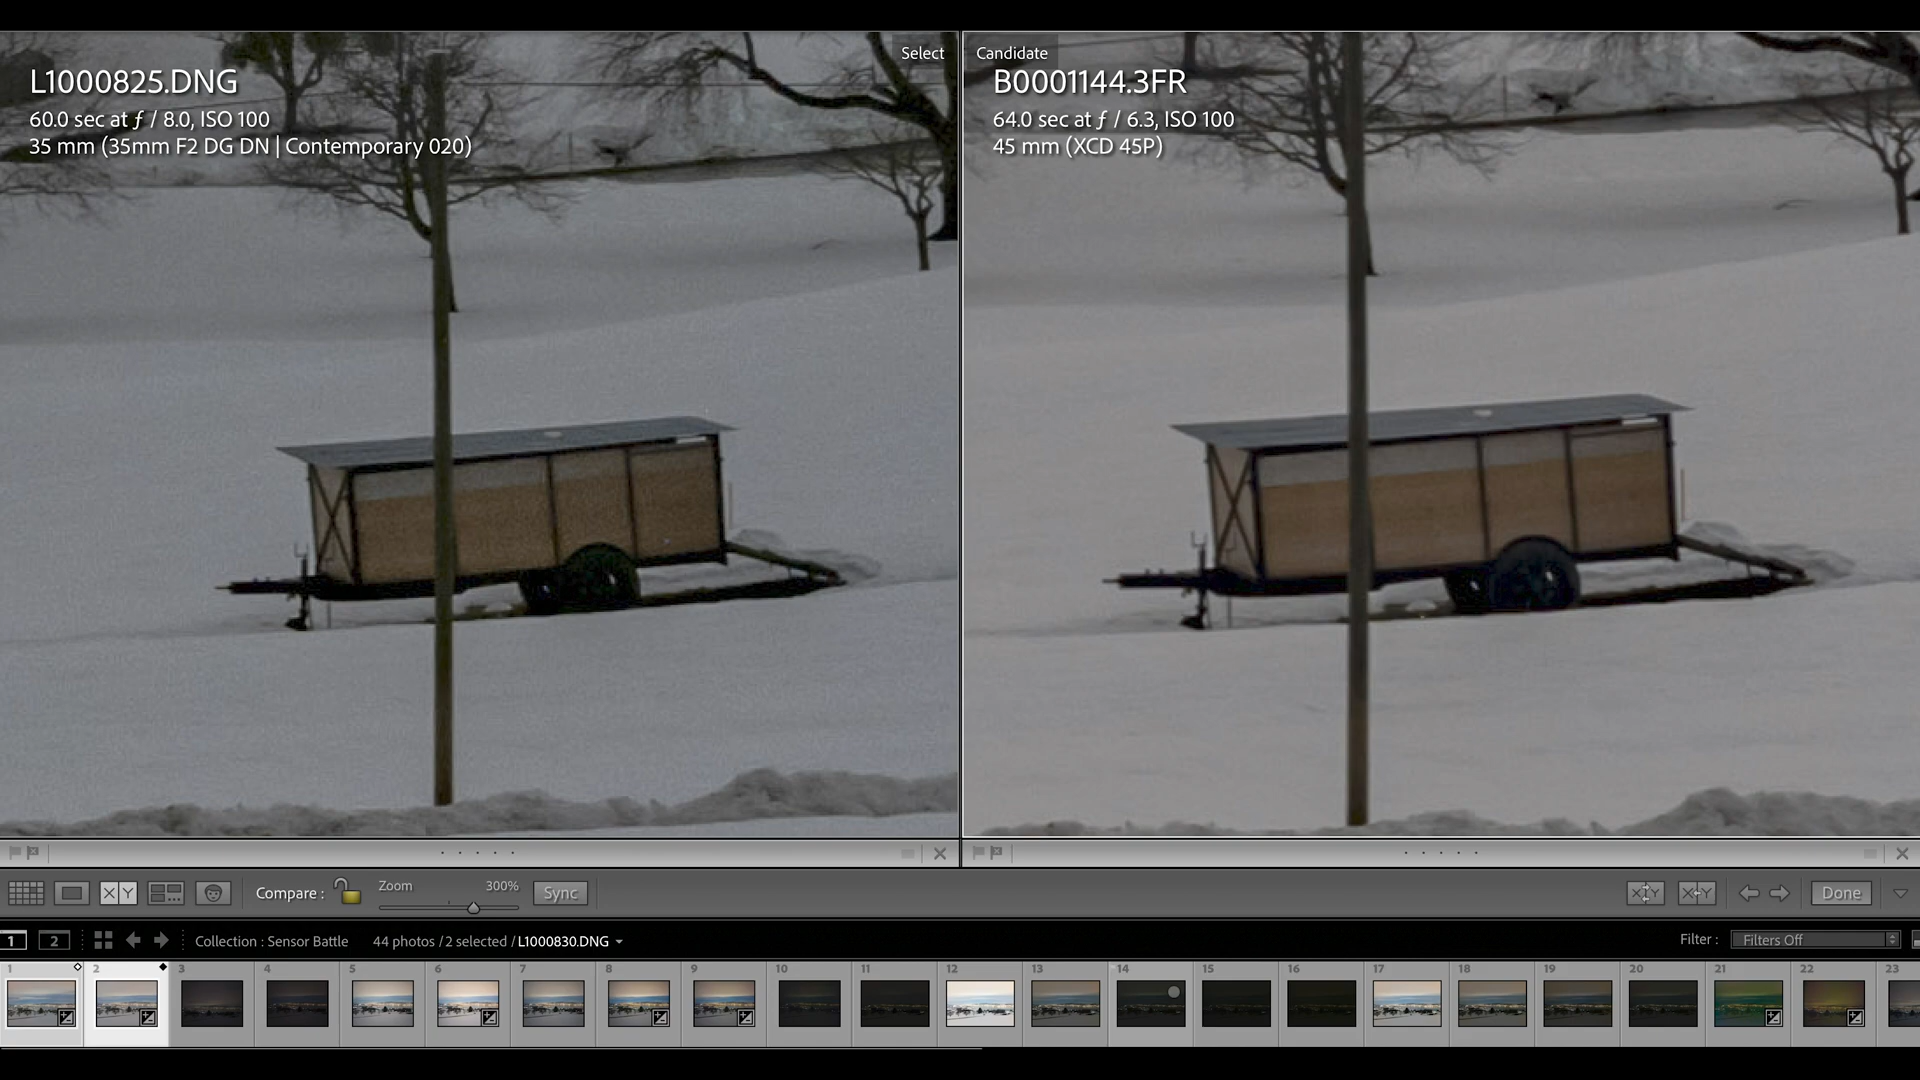 Select
L1000825.DNG
60.0 sec at ƒ / 8.0, ISO 100
35 mm (35mm F2 DG DN | Contemporary 020)
Candidate
B0001144.3FR
64.0 sec at ƒ / 6.3, ISO 100
45 mm (XCD 45P)
XY
Compare :
Zoom
300%
Sync
X Y
X Y
Done
1
2
Collection : Sensor Battle
44 photos / 2 selected / L1000830.DNG
Filter :
Filters Off
1 2 3 4 5 6 7 8 9 10 11 12 13 14 15 16 17 18 19 20 21 22 23